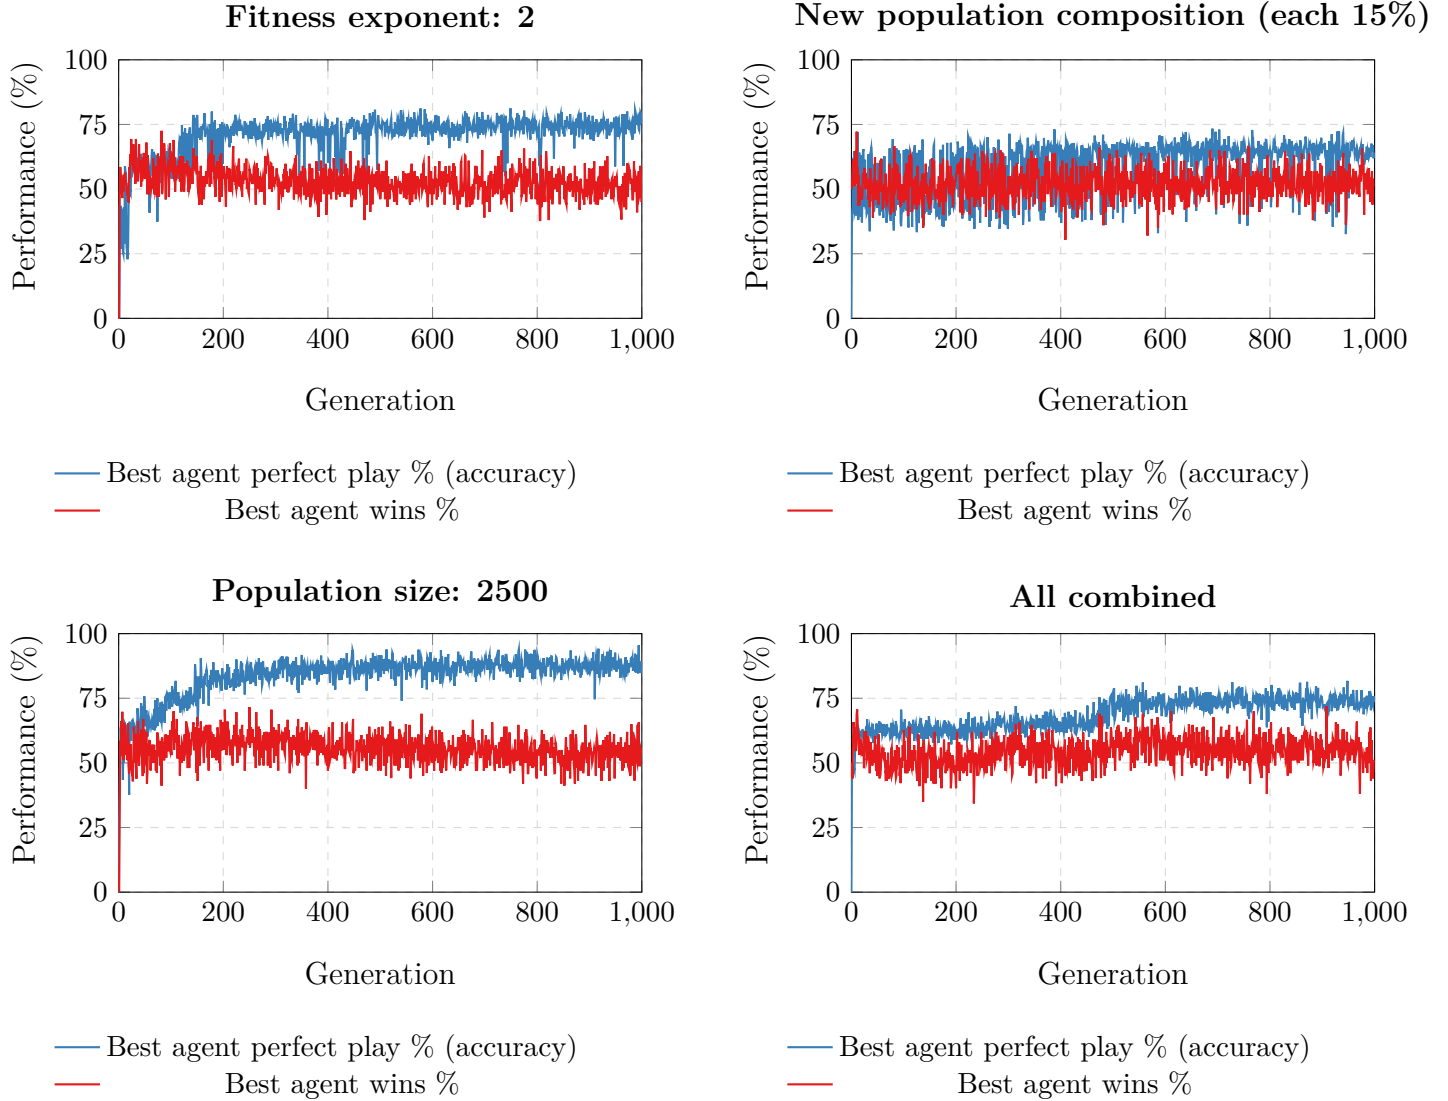 Fitness exponent: 2
Performance (%)
100
75
50
25
0
0 200 400 600 800 1,000
Generation
Best agent perfect play % (accuracy)
Best agent wins %
New population composition (each 15%)
Performance (%)
100
75
50
25
0
0 200 400 600 800 1,000
Generation
Best agent perfect play % (accuracy)
Best agent wins %
Population size: 2500
Performance (%)
100
75
50
25
0
0 200 400 600 800 1,000
Generation
Best agent perfect play % (accuracy)
Best agent wins %
All combined
Performance (%)
100
75
50
25
0
0 200 400 600 800 1,000
Generation
Best agent perfect play % (accuracy)
Best agent wins %